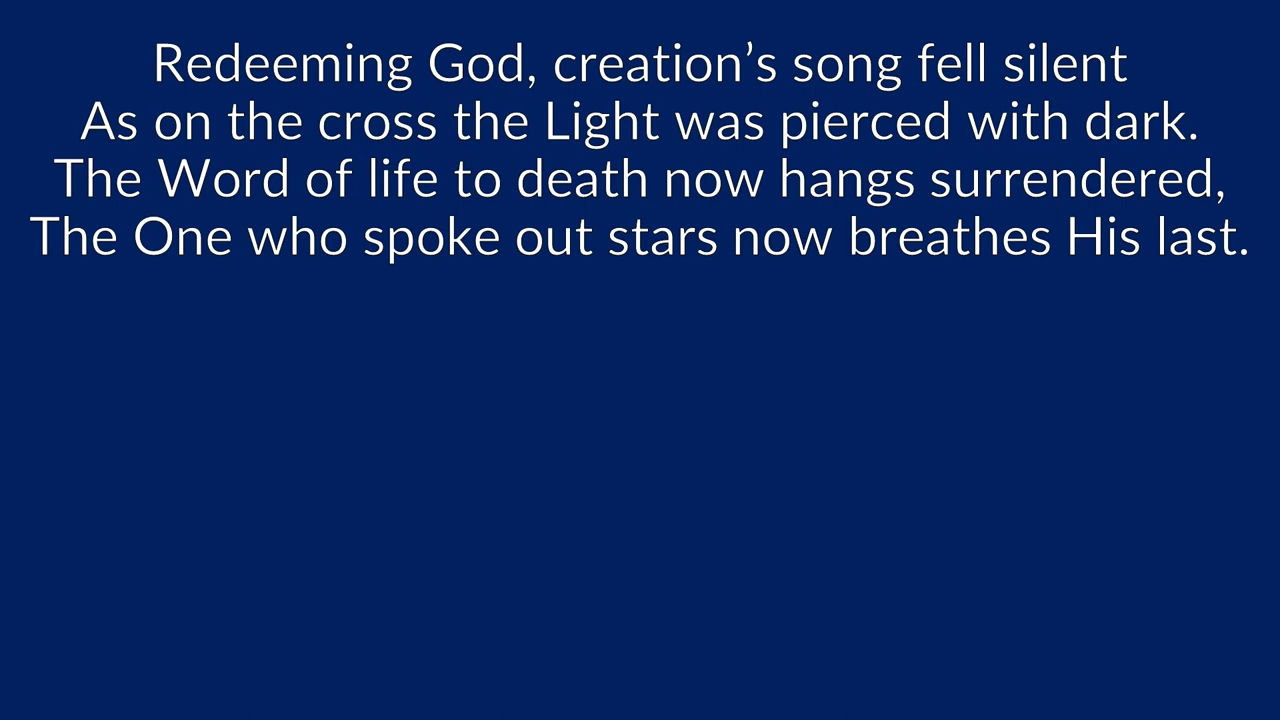 Redeeming God, creation’s song fell silent
As on the cross the Light was pierced with dark.
The Word of life to death now hangs surrendered,
The One who spoke out stars now breathes His last.